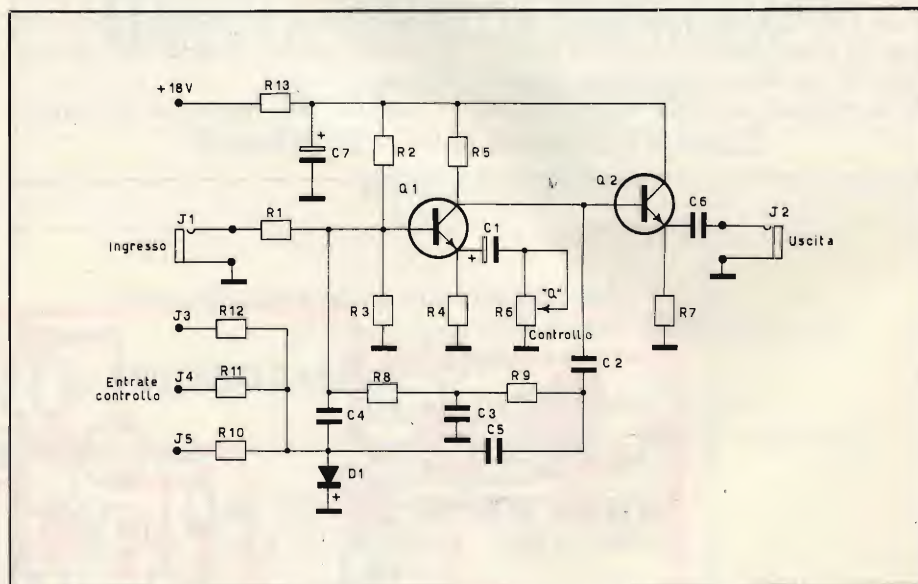 +18V
R13
+
C7
R2
R5
Q1
Q2
C6
J1
R1
J2
Ingresso
C1
+
Uscita
"Q"
R3
R4
R6
R7
Controllo
J3
R12
C2
J4
R11
R8
R9
Entrate
controllo
C4
C3
C5
J5
R10
D1
+